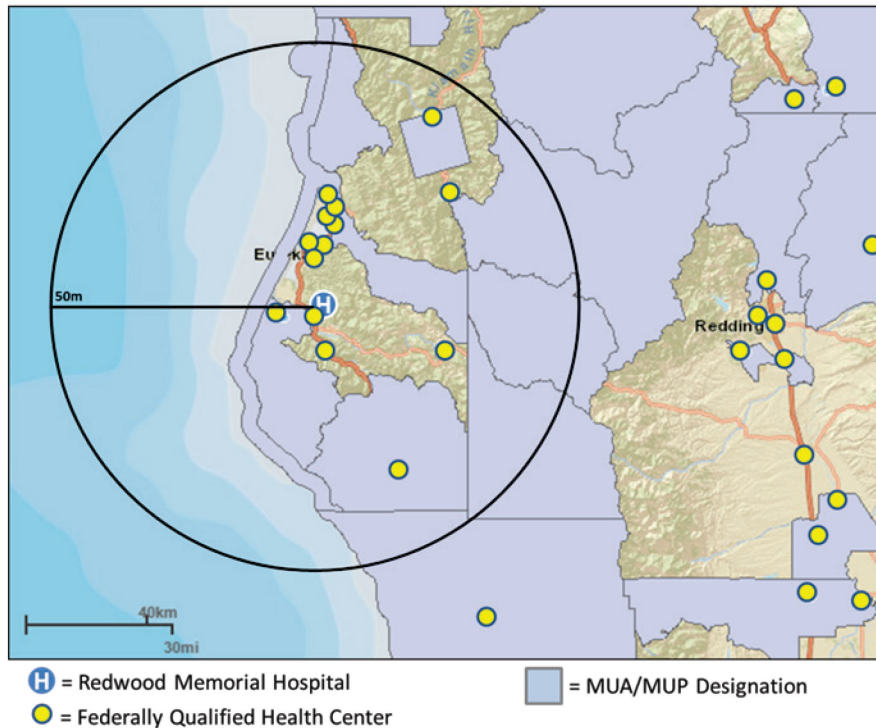 Eureka
50m
H
Redding
40km
30mi
H = Redwood Memorial Hospital
= MUA/MUP Designation
= Federally Qualified Health Center